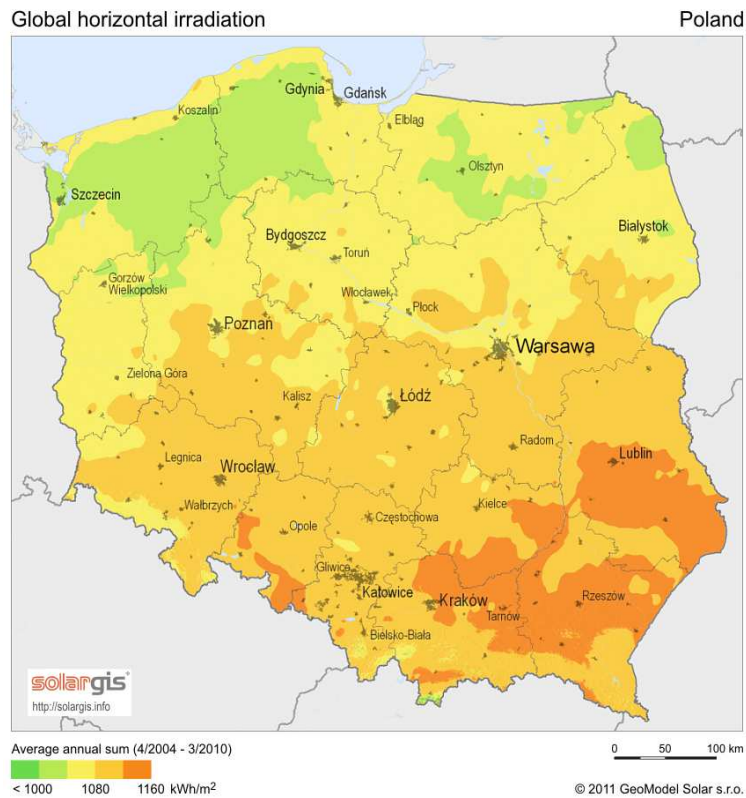 Global horizontal irradiation Poland
Gdynia
Gdańsk
Koszalin
Elbląg
Olsztyn
Szczecin
Białystok
Bydgoszcz
Toruń
Gorzów
Wielkopolski
Włocławek
Płock
Poznań
Warsawa
Zielona Góra
Kalisz
Łódź
Radom
Lublin
Legnica
Wrocław
Wałbrzych
Opole
Częstochowa
Kielce
Gliwice
Katowice
Kraków
Tarnów
Rzeszów
Bielsko-Biała
solargis
http://solargis.info
Average annual sum (4/2004 - 3/2010)
0 50 100 km
< 1000 1080 1160 kWh/m²
© 2011 GeoModel Solar s.r.o.